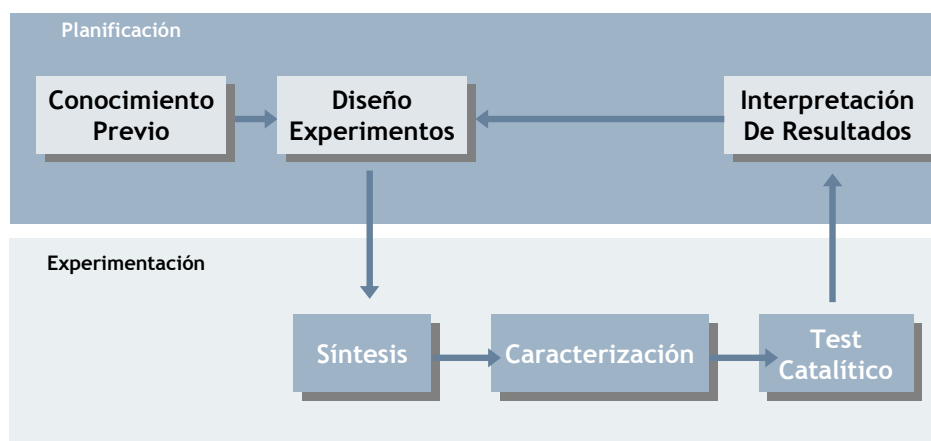 Planificación
Conocimiento
Previo
Diseño
Experimentos
Interpretación
De Resultados
Experimentación
Síntesis
Caracterización
Test
Catalítico